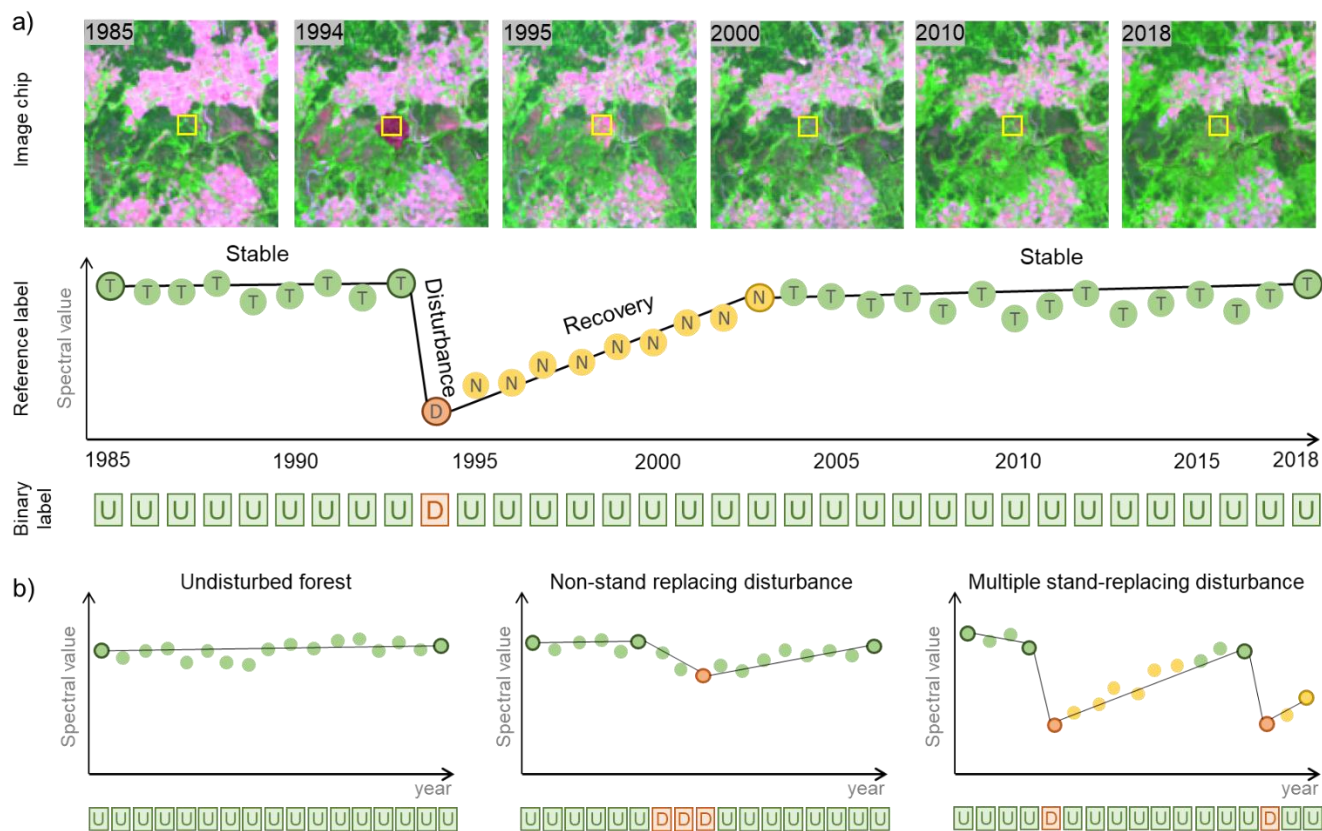 a)
Image chip
1985
1994
1995
2000
2010
2018
Reference label
Spectral value
Stable
Disturbance
Recovery
Stable
T T T T T T T T T D N N N N N N N N N T T T T T T T T T T T T T T T
1985 1990 1995 2000 2005 2010 2015 2018
Binary
label
U U U U U U U U U D U U U U U U U U U U U U U U U U U U U U U U U U
b)
Undisturbed forest
Spectral value
year
U U U U U U U U U U U U U U U U U U
Non-stand replacing disturbance
Spectral value
year
U U U U U U D D D U U U U U U U U
Multiple stand-replacing disturbance
Spectral value
year
U U U U D U U U U U U U U U D U U